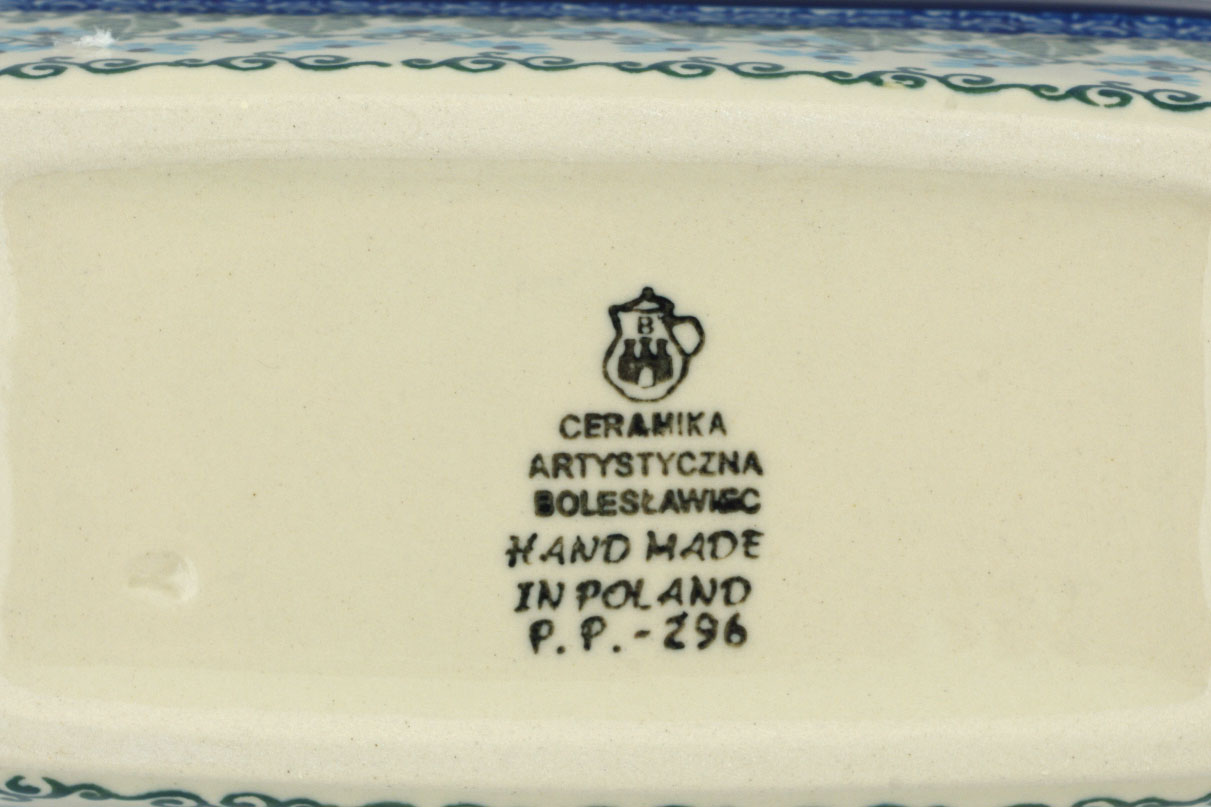 B
CERAMIKA
ARTYSTYCZNA
BOLESŁAWIEC
HAND MADE
IN POLAND
P. P. - 296